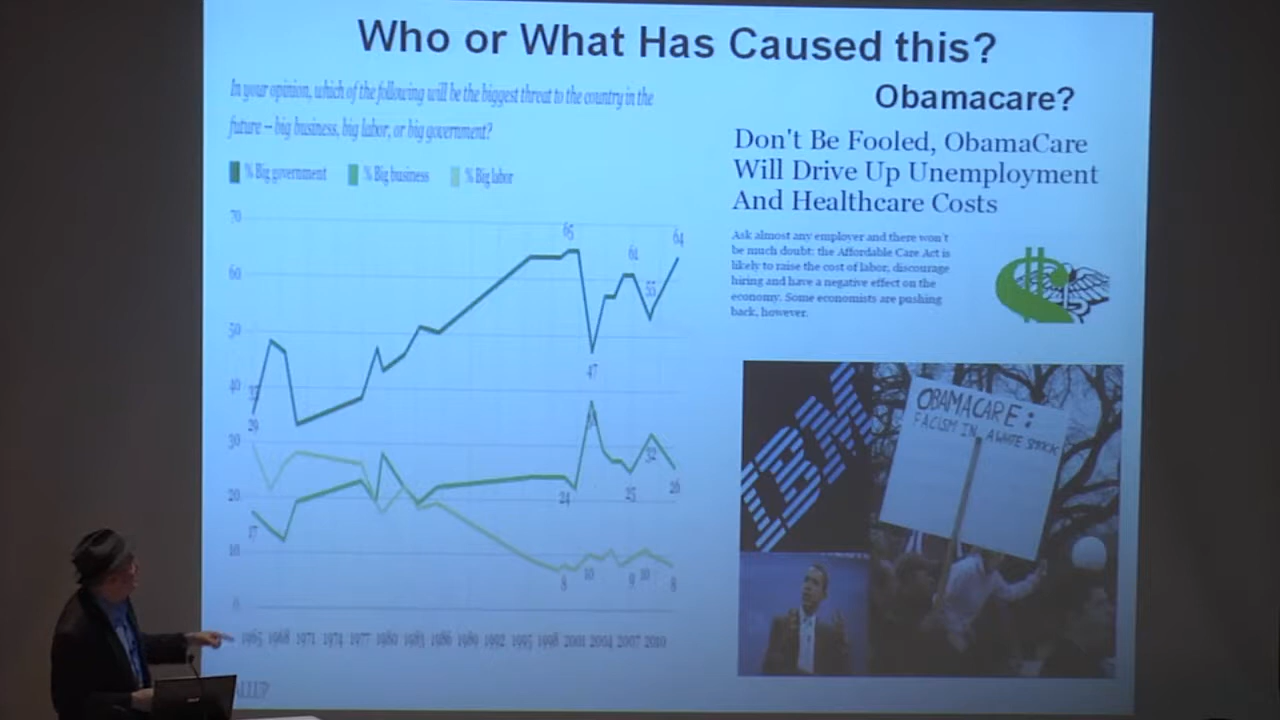 Who or What Has Caused this?
In your opinion, which of the following will be the biggest threat to the country in the
future – big business, big labor, or big government?
% Big government % Big business % Big labor
70
60
50
40
30
20
10
0
37
29
17
65
47
61
55
64
24
25
32
26
8
10
9
10
8
1965 1968 1971 1974 1977 1980 1983 1986 1989 1992 1995 1998 2001 2004 2007 2010
Obamacare?
Don't Be Fooled, ObamaCare
Will Drive Up Unemployment
And Healthcare Costs
Ask almost any employer and there won't
be much doubt: the Affordable Care Act is
likely to raise the cost of labor, discourage
hiring and have a negative effect on the
economy. Some economists are pushing
back, however.
IBM
OBAMACARE:
FACISM IN A WHITE SMOCK